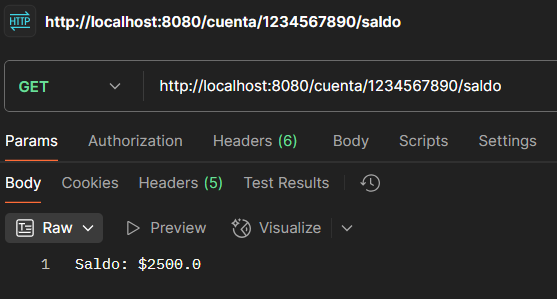 HTTP http://localhost:8080/cuenta/1234567890/saldo
GET http://localhost:8080/cuenta/1234567890/saldo
Params Authorization Headers (6) Body Scripts Settings
Body Cookies Headers (5) Test Results
Raw Preview Visualize
1 Saldo: $2500.0